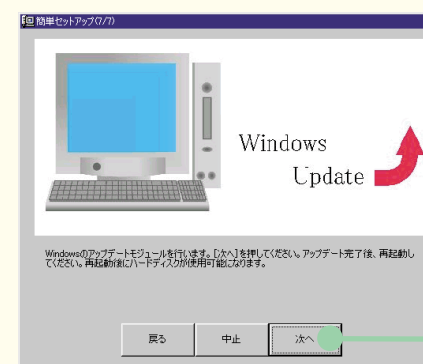 簡単セットアップ(7/7)
Windows
Update
Windowsのアップデートモジュールを行います。[次へ]を押してください。アップデート完了後、再起動し
てください。再起動後にハードディスクが使用可能になります。
戻る
中止
次へ